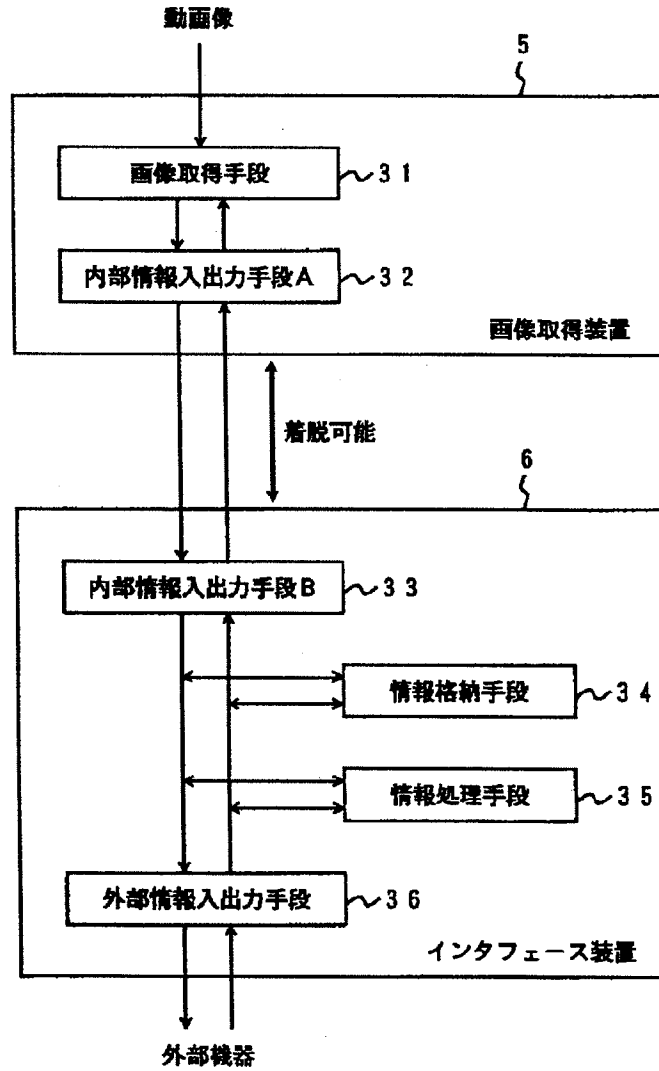 動画像
5
画像取得手段
31
内部情報入出力手段A
32
画像取得装置
着脱可能
6
内部情報入出力手段B
33
情報格納手段
34
情報処理手段
35
外部情報入出力手段
36
インタフェース装置
外部機器